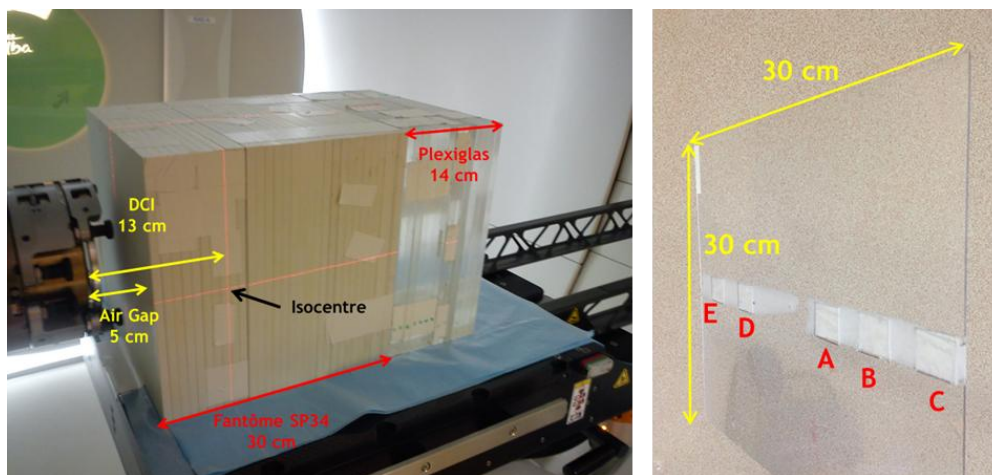 lba
Plexiglas
14 cm
DCI
13 cm
Air Gap
5 cm
Isocentre
Fantôme SP34
30 cm
30 cm
30 cm
E
D
A
B
C